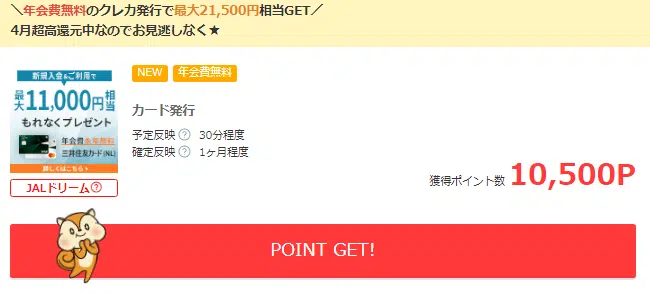 ＼年会費無料のクレカ発行で最大21,500円相当GET／
4月超高還元中なのでお見逃しなく★
NEW 年会費無料
新規入会&ご利用で
最大11,000円相当
もれなくプレゼント
年会費永年無料
三井住友カード(NL)
詳しくはこちら
カード発行
予定反映 ? 30分程度
確定反映 ? 1ヶ月程度
獲得ポイント数 10,500P
JALドリーム?
POINT GET!